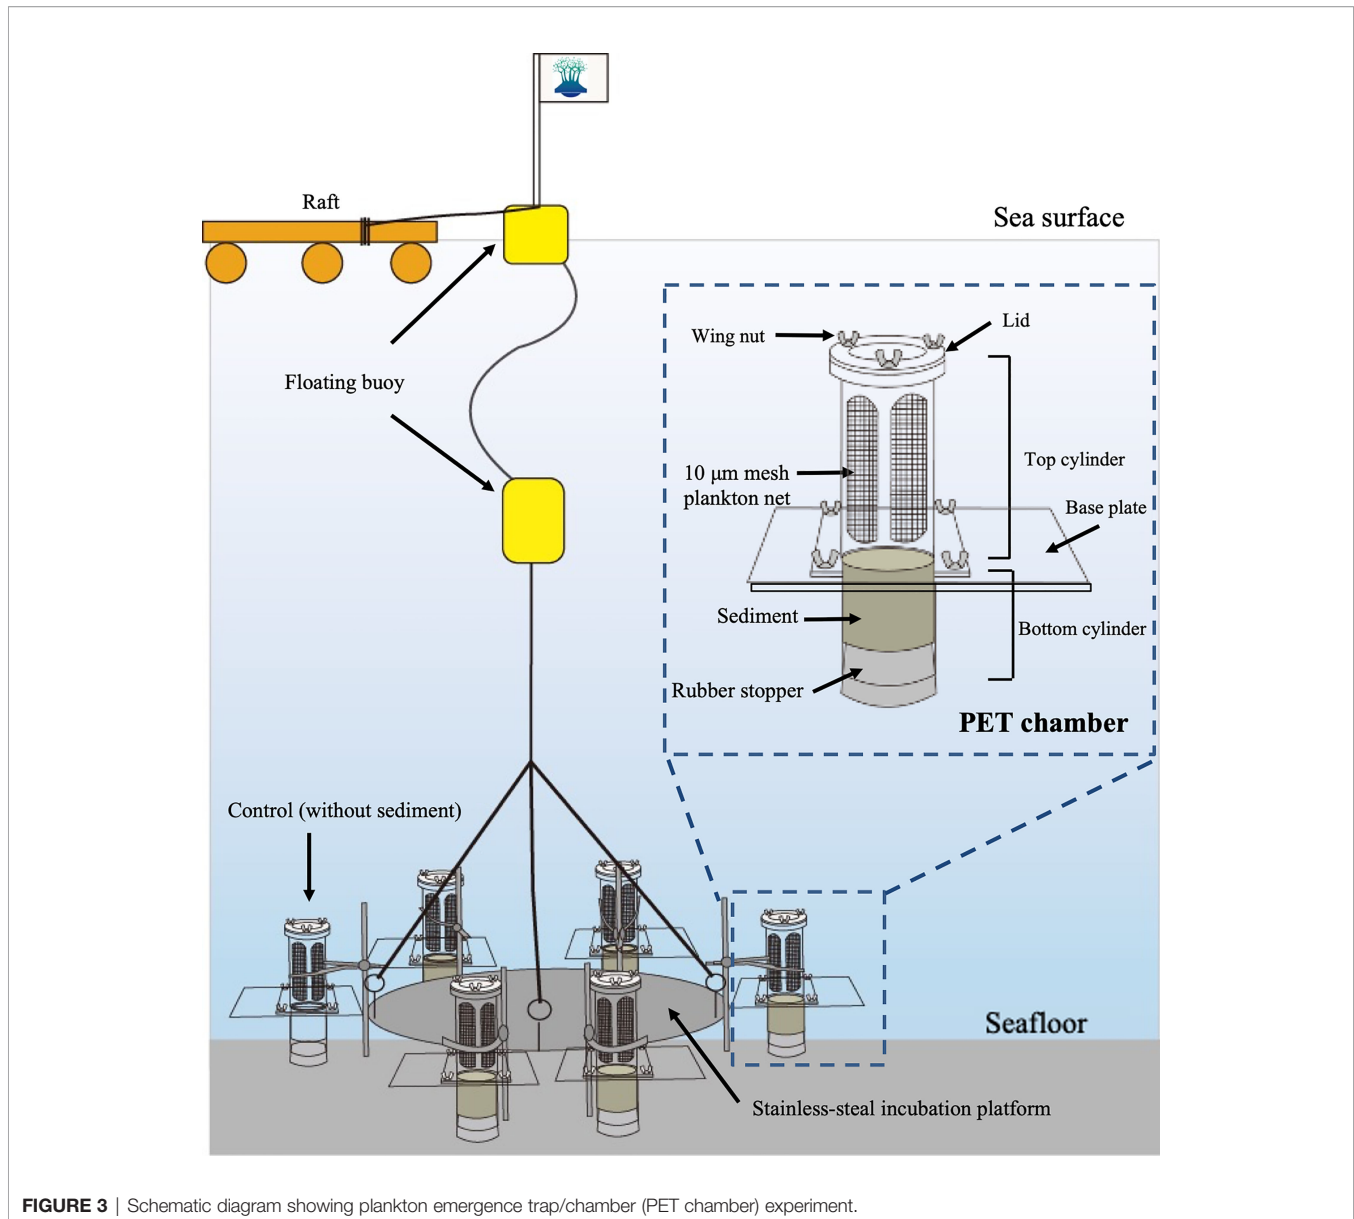 Raft
Sea surface
Wing nut
Lid
Floating buoy
Top cylinder
10 μm mesh
plankton net
Base plate
Sediment
Bottom cylinder
Rubber stopper
PET chamber
Control (without sediment)
Seafloor
Stainless-steal incubation platform
FIGURE 3 | Schematic diagram showing plankton emergence trap/chamber (PET chamber) experiment.